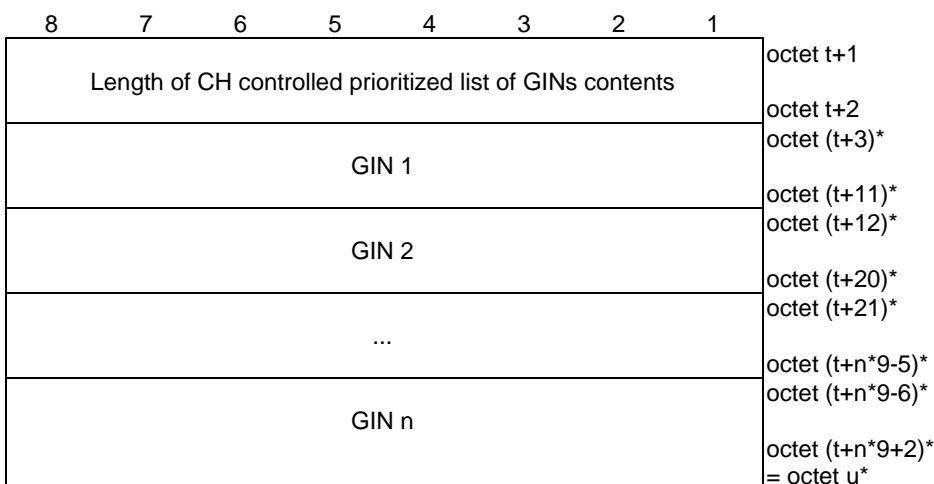 8 7 6 5 4 3 2 1
octet t+1
Length of CH controlled prioritized list of GINs contents
octet t+2
octet (t+3)*
GIN 1
octet (t+11)*
octet (t+12)*
GIN 2
octet (t+20)*
octet (t+21)*
...
octet (t+n*9-5)*
octet (t+n*9-6)*
GIN n
octet (t+n*9+2)*
= octet u*